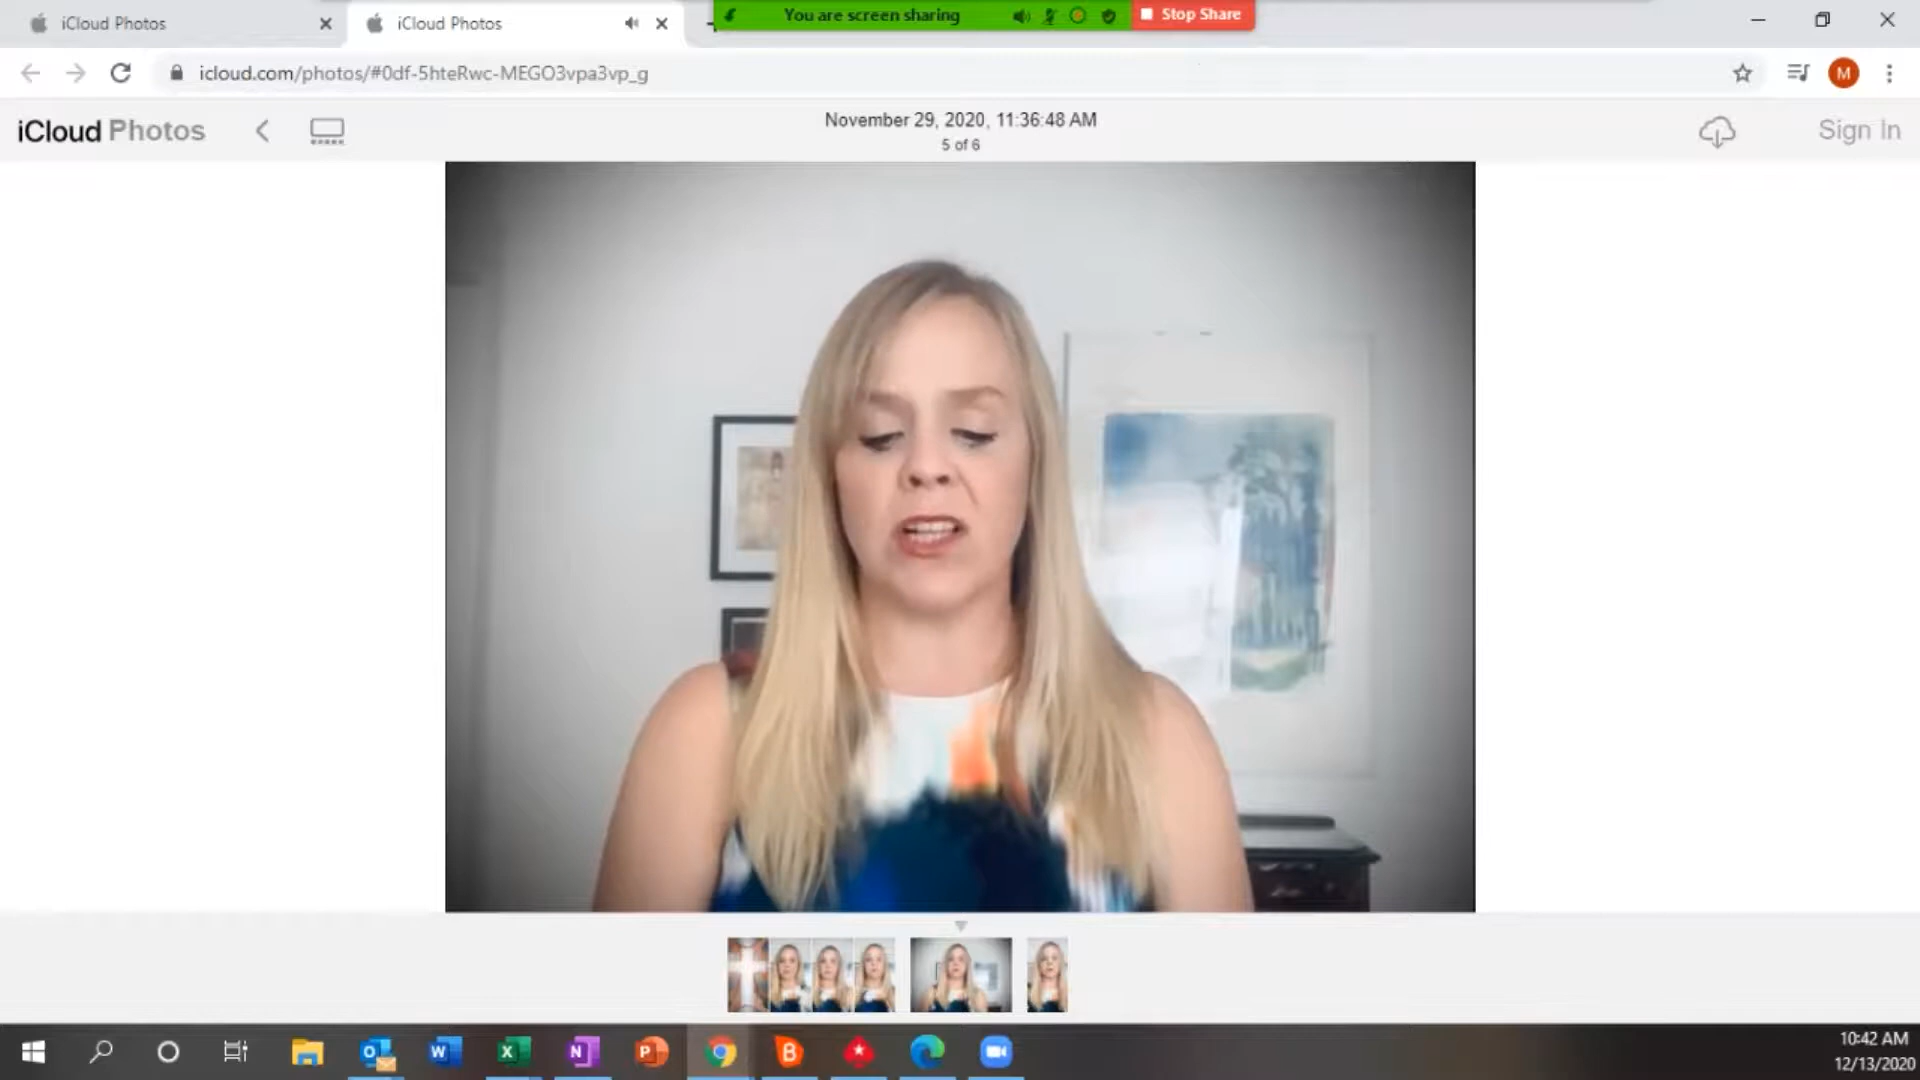 iCloud Photos
iCloud Photos
You are screen sharing
Stop Share
icloud.com/photos/#0df-5hteRwc-MEGO3vpa3vp_g
M
iCloud Photos
November 29, 2020, 11:36:48 AM
5 of 6
Sign In
10:42 AM
12/13/2020